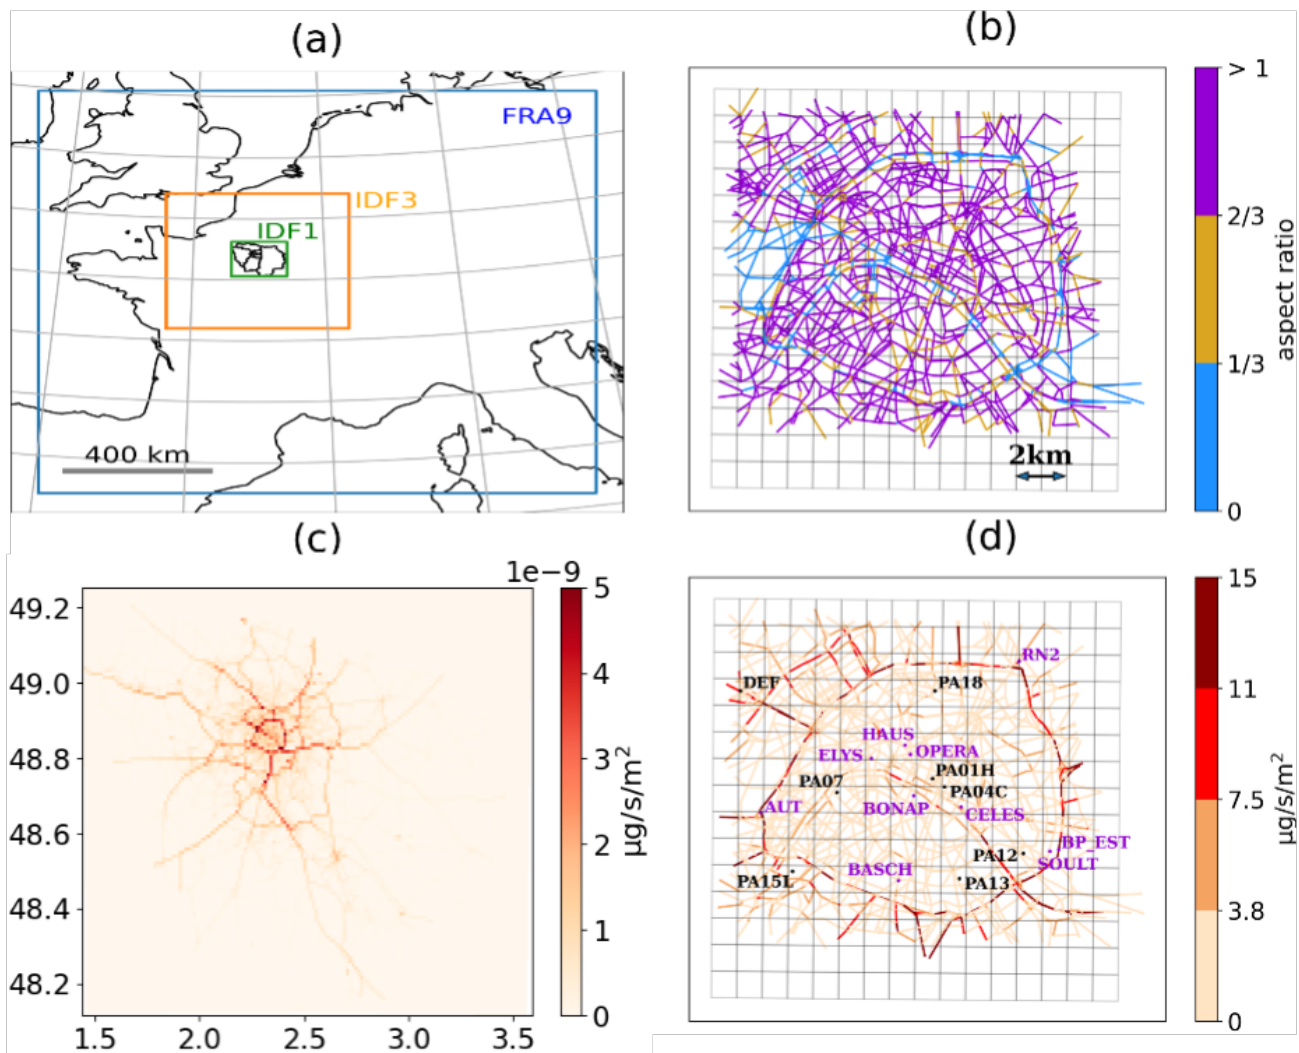 (a)
FRA9
IDF3
IDF1
400 km
(b)
> 1
2/3
1/3
0
aspect ratio
2km
(c)
1e−9
49.2
49.0
48.8
48.6
48.4
48.2
1.5 2.0 2.5 3.0 3.5
5
4
3
2
1
0
μg/s/m²
(d)
RN2
DEF
PA18
HAUS
OPERA
ELYS
PA01H
PA07
PA04C
AUT
BONAP
CELES
BP_EST
PA12
SOULT
BASCH
PA15L
PA13
15
11
7.5
3.8
0
μg/s/m²